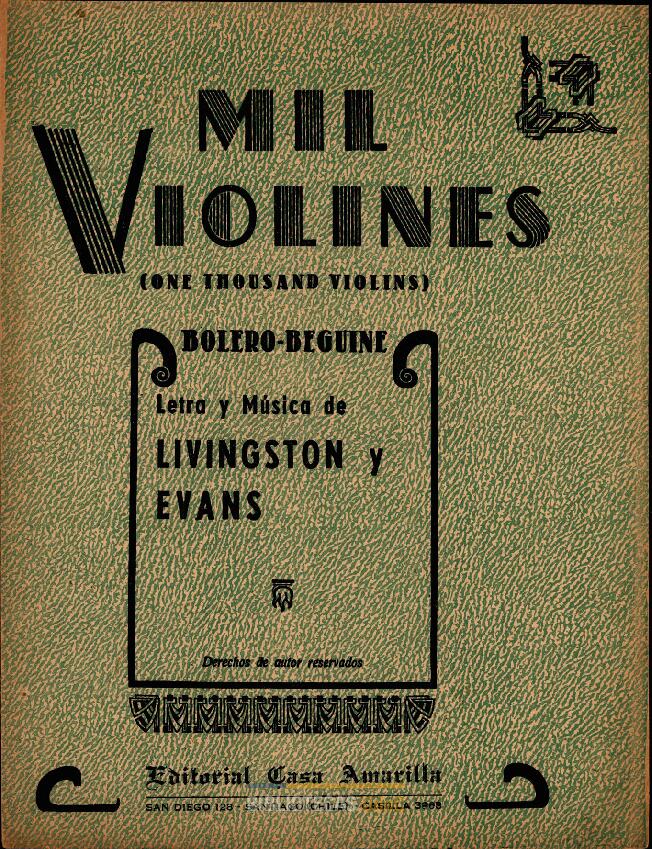 MIL
VIOLINES
(ONE THOUSAND VIOLINS)
BOLERO-BEGUINE
Letra y Música de
LIVINGSTON y
EVANS
Derechos de autor reservados
Editorial Casa Amarilla
SAN DIEGO 128 - SANTIAGO (CHILE) - CASILLA 3968